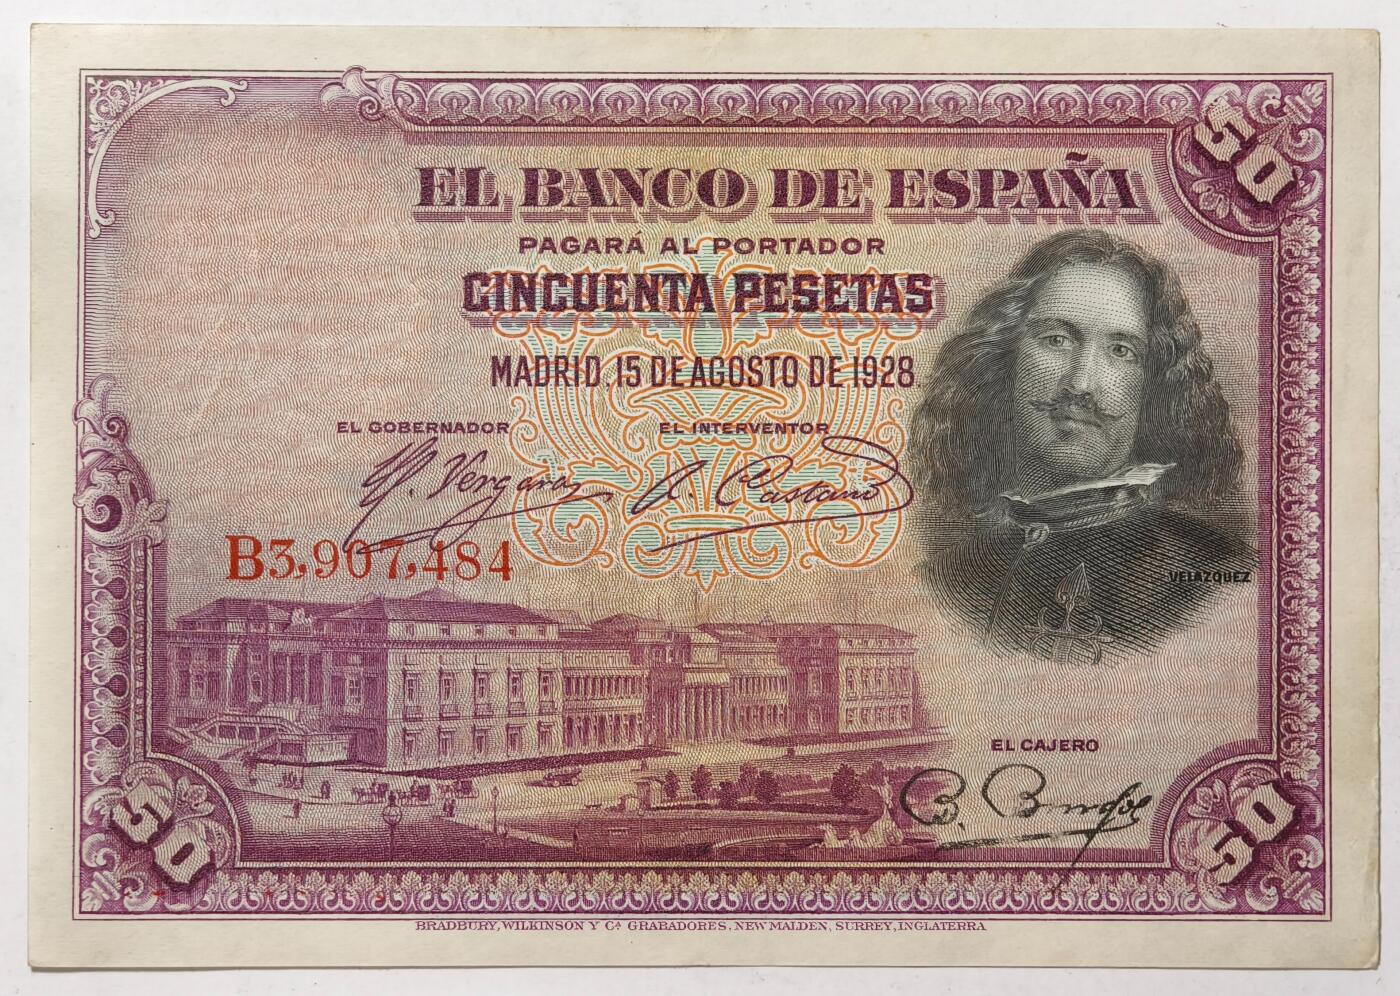 50
EL BANCO DE ESPAÑA
PAGARÁ AL PORTADOR
CINCUENTA PESETAS
MADRID, 15 DE AGOSTO DE 1928
EL GOBERNADOR EL INTERVENTOR
B3,907,484
VELAZQUEZ
EL CAJERO
50 50
BRADBURY, WILKINSON Y Cª GRABADORES, NEW MALDEN, SURREY, INGLATERRA